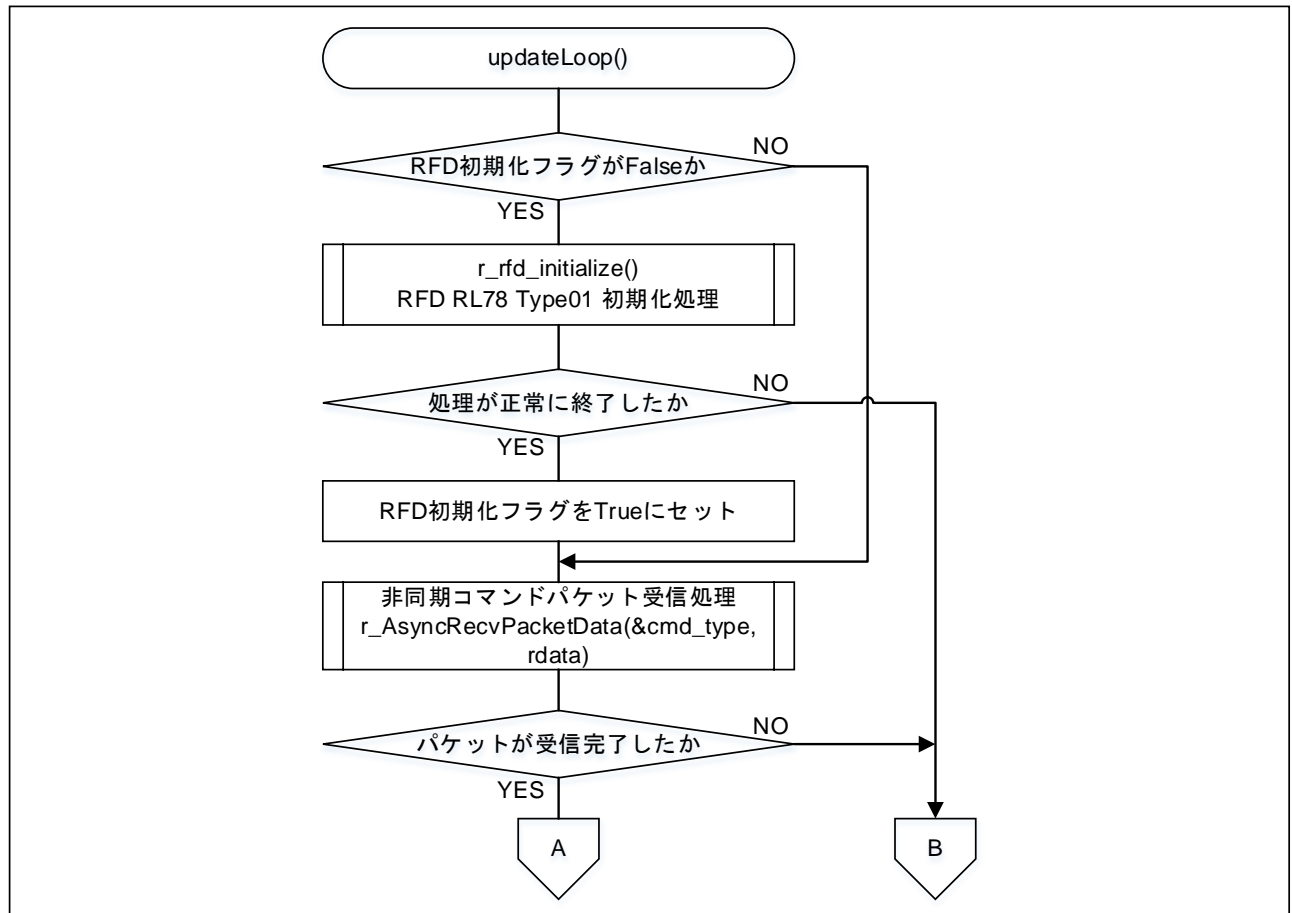 updateLoop()
NO
RFD初期化フラグがFalseか
YES
r_rfd_initialize()
RFD RL78 Type01 初期化処理
NO
処理が正常に終了したか
YES
RFD初期化フラグをTrueにセット
非同期コマンドパケット受信処理
r_AsyncRecvPacketData(&cmd_type,
rdata)
NO
パケットが受信完了したか
YES
A
B